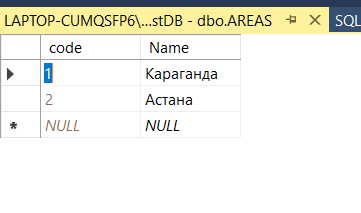 LAPTOP-CUMQSFP6\...stDB - dbo.AREAS SQL
code Name
1 Караганда
2 Астана
NULL NULL